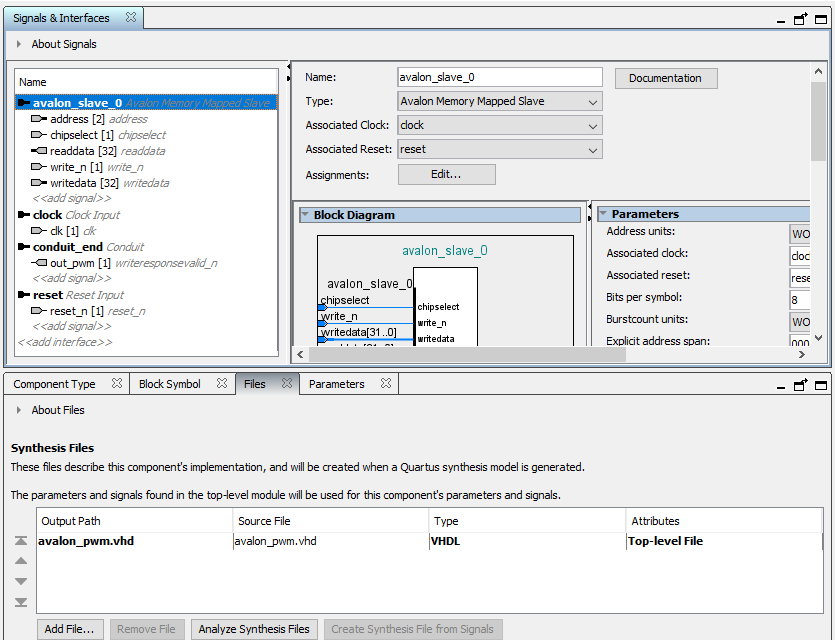 Signals & Interfaces
About Signals
Name
avalon_slave_0 Avalon Memory Mapped Slave
address [2] address
chipselect [1] chipselect
readdata [32] readdata
write_n [1] write_n
writedata [32] writedata
<<add signal>>
clock Clock Input
clk [1] clk
<<add signal>>
conduit_end Conduit
out_pwm [1] writeresponsevalid_n
<<add signal>>
reset Reset Input
reset_n [1] reset_n
<<add signal>>
<<add interface>>
Name:
avalon_slave_0
Documentation
Type:
Avalon Memory Mapped Slave
Associated Clock:
clock
Associated Reset:
reset
Assignments:
Edit...
Block Diagram
avalon_slave_0
avalon_slave_0
chipselect
chipselect
write_n
write_n
writedata[31..0]
writedata
Parameters
Address units:
WO
Associated clock:
cloc
Associated reset:
rese
Bits per symbol:
8
Burstcount units:
WO
Explicit address span:
000
Component Type
Block Symbol
Files
Parameters
About Files
Synthesis Files
These files describe this component's implementation, and will be created when a Quartus synthesis model is generated.
The parameters and signals found in the top-level module will be used for this component's parameters and signals.
Output Path Source File Type Attributes
avalon_pwm.vhd avalon_pwm.vhd VHDL Top-level File
Add File... Remove File Analyze Synthesis Files Create Synthesis File from Signals